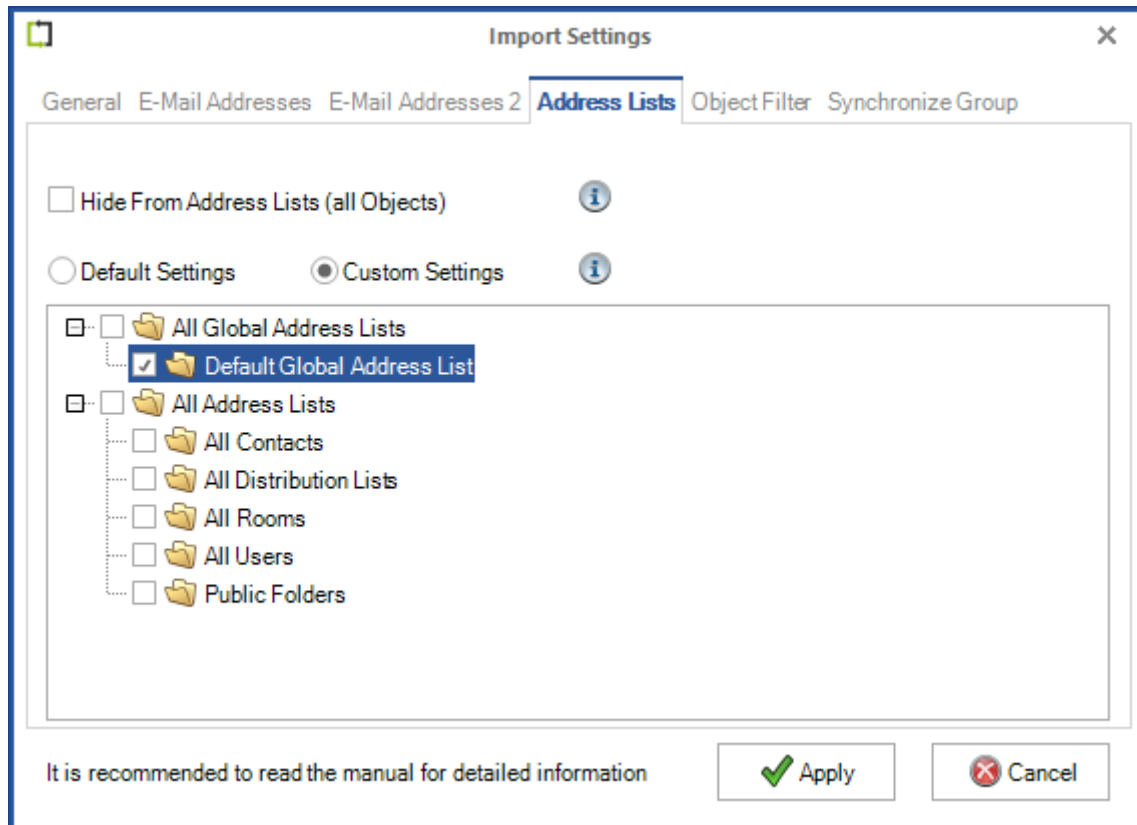 Import Settings
General E-Mail Addresses E-Mail Addresses 2 Address Lists Object Filter Synchronize Group
Hide From Address Lists (all Objects)
Default Settings Custom Settings
All Global Address Lists
Default Global Address List
All Address Lists
All Contacts
All Distribution Lists
All Rooms
All Users
Public Folders
It is recommended to read the manual for detailed information Apply Cancel